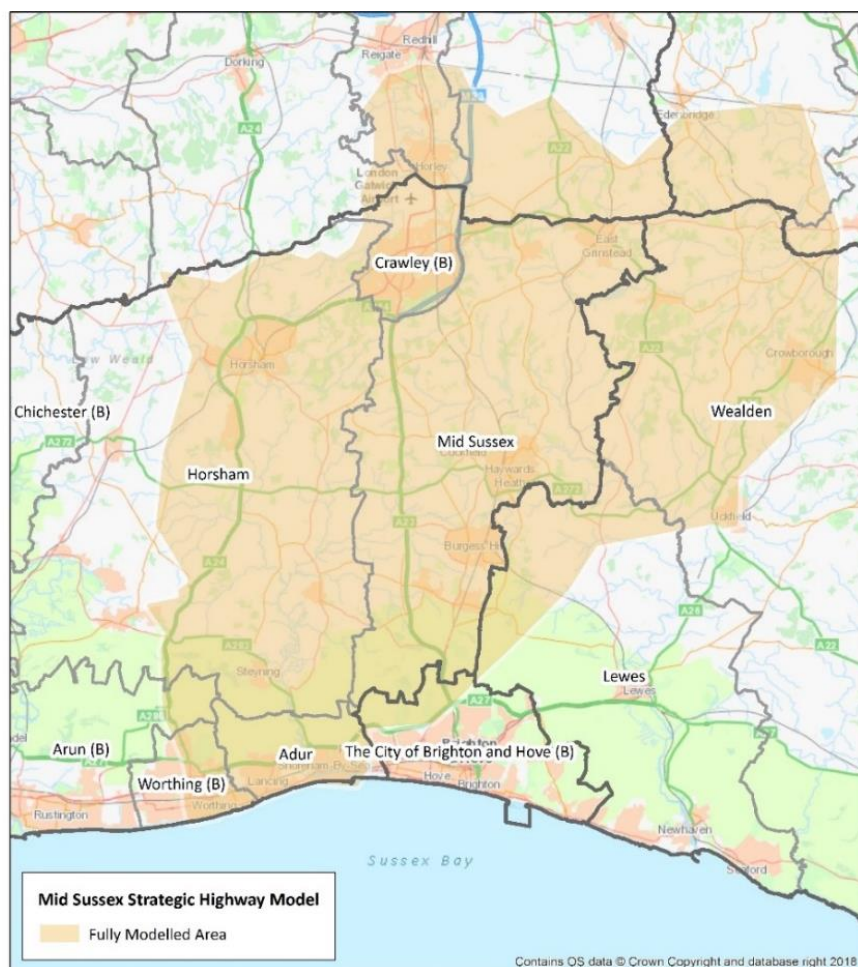 Redhill
Reigate
Dorking
A24
Edenbridge
A22
Horley
London
Gatwick
Airport
East
Grinstead
Crawley (B)
Horsham
A22
Crowborough
Low Weald
Chichester (B)
Wealden
A272
Mid Sussex
Cuckfield
Horsham
Haywards
Heath
A272
Uckfield
A23
Burgess Hill
A24
A26
A283
Steyning
A22
Lewes
Lewes
A27
A27
Arun (B)
Adur
The City of Brighton and Hove (B)
Worthing (B)
Lancing
Shoreham-By-Sea
Hove
Brighton
Worthing
Rustington
Newhaven
Seaford
Sussex Bay
Mid Sussex Strategic Highway Model
Fully Modelled Area
Contains OS data © Crown Copyright and database right 2018